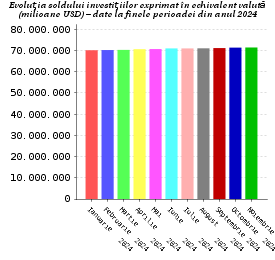 Evoluția soldului investițiilor exprimat în echivalent valută
(milioane USD) – date la finele perioadei din anul 2024
80.000.000
70.000.000
60.000.000
50.000.000
40.000.000
30.000.000
20.000.000
10.000.000
0
Ianuarie 2024
Februarie 2024
Martie 2024
Aprilie 2024
Mai 2024
Iunie 2024
Iulie 2024
August 2024
Septembrie 2024
Octombrie 2024
Noiembrie 2024